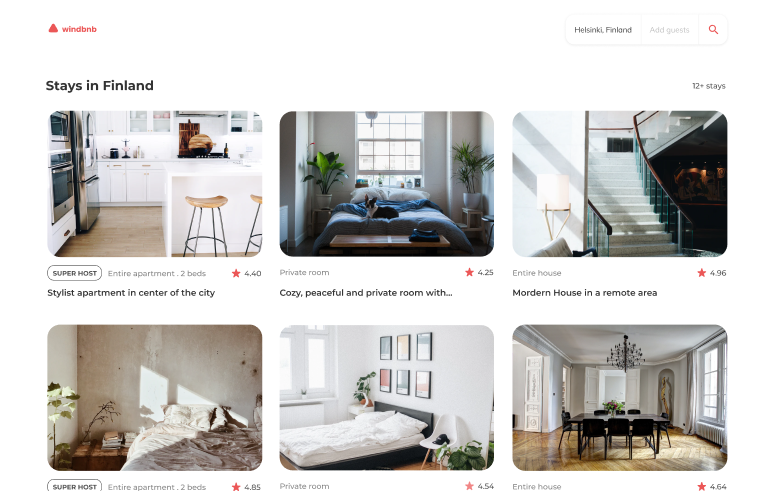 windbnb
Helsinki, Finland
Add guests
Stays in Finland
12+ stays
SUPER HOST Entire apartment . 2 beds 4.40
Stylist apartment in center of the city
Private room 4.25
Cozy, peaceful and private room with...
Entire house 4.96
Mordern House in a remote area
SUPER HOST Entire apartment . 2 beds 4.85
Private room 4.54
Entire house 4.64